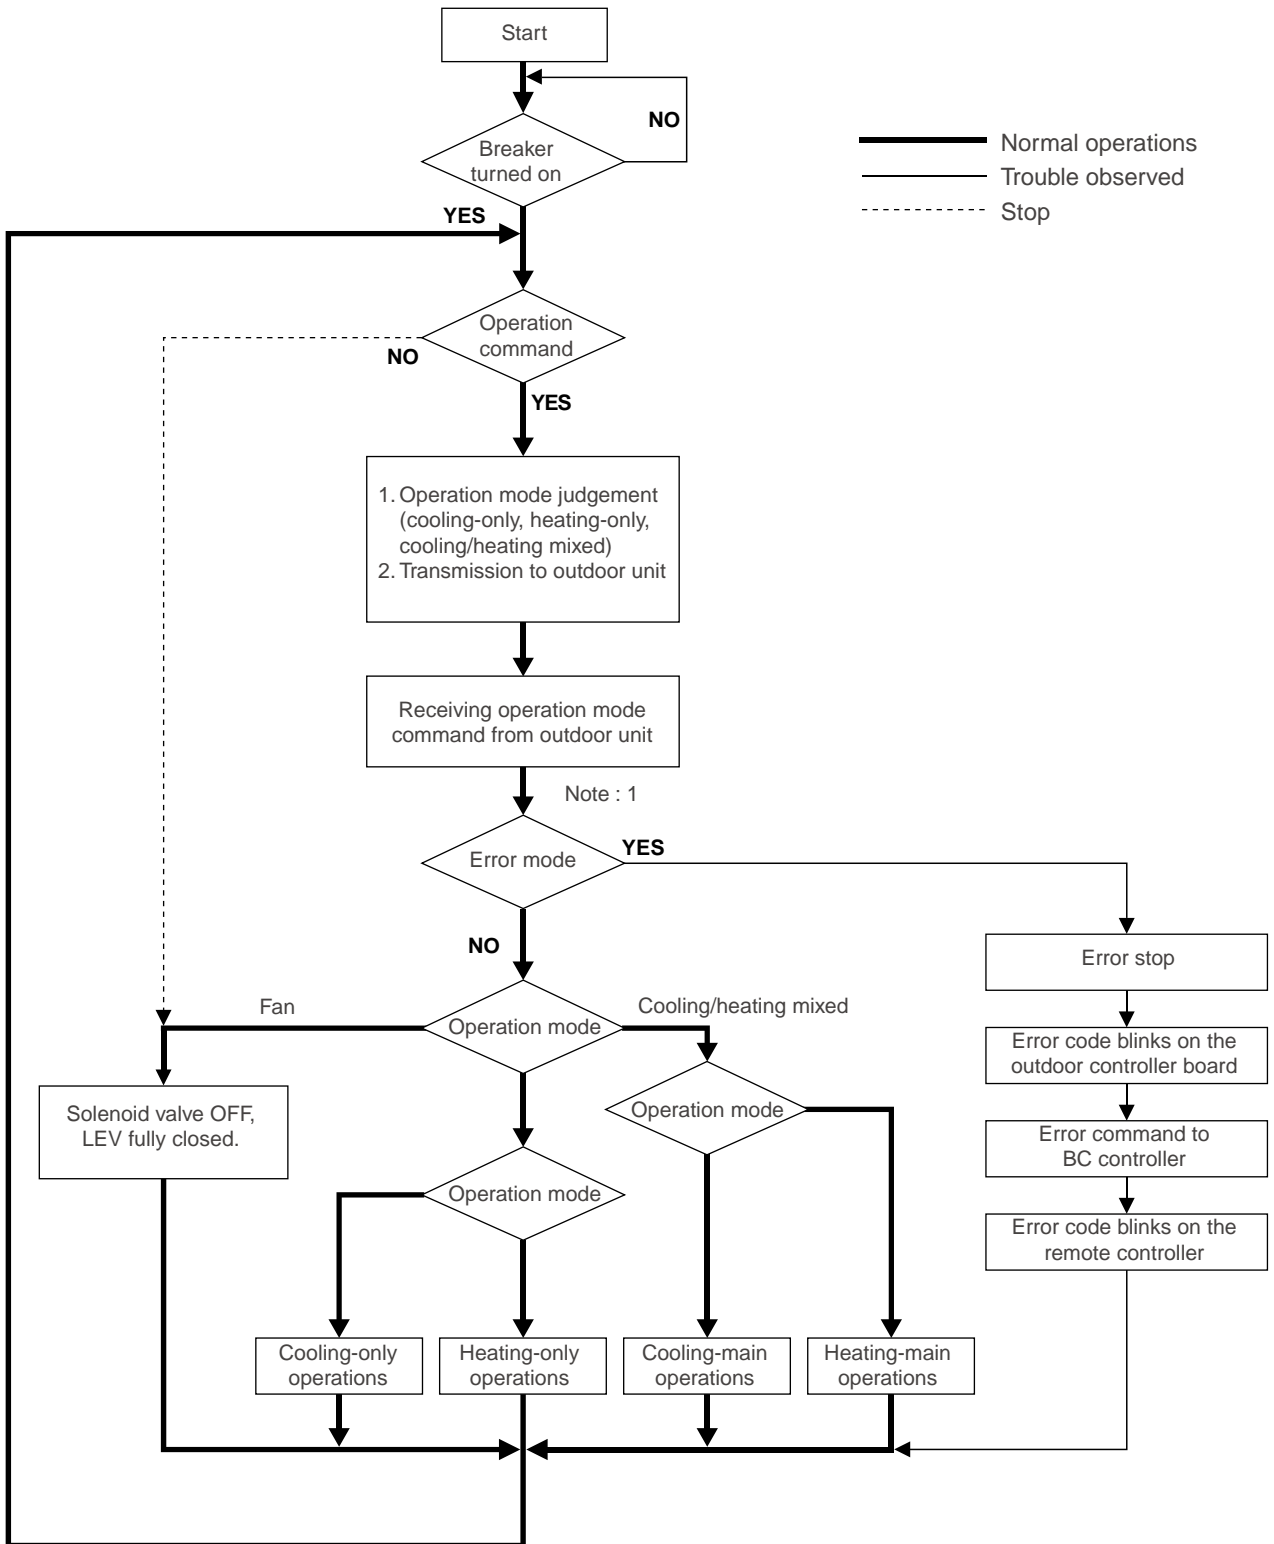 Start
NO
Breaker
turned on
Normal operations
Trouble observed
Stop
YES
Operation
command
NO
YES
1. Operation mode judgement
(cooling-only, heating-only,
cooling/heating mixed)
2. Transmission to outdoor unit
Receiving operation mode
command from outdoor unit
Note : 1
Error mode
YES
NO
Error stop
Fan
Operation mode
Cooling/heating mixed
Error code blinks on the
outdoor controller board
Solenoid valve OFF,
LEV fully closed.
Operation mode
Error command to
BC controller
Operation mode
Error code blinks on the
remote controller
Cooling-only
operations
Heating-only
operations
Cooling-main
operations
Heating-main
operations